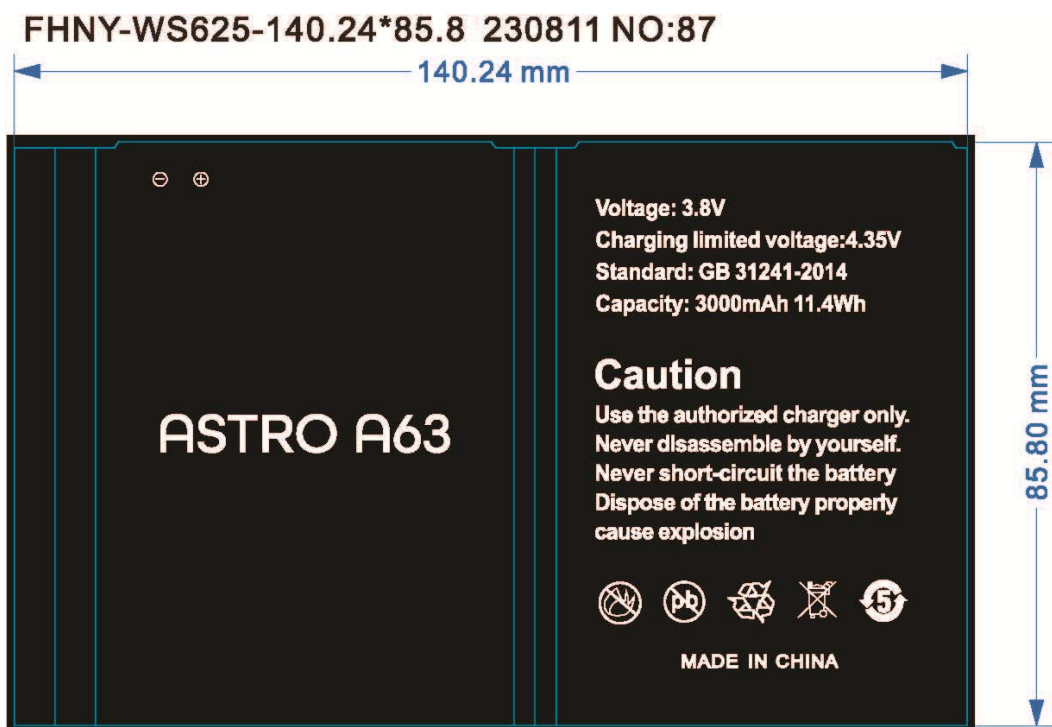 FHNY-WS625-140.24*85.8 230811 NO:87
140.24 mm
⊖ ⊕
Voltage: 3.8V
Charging limited voltage:4.35V
Standard: GB 31241-2014
Capacity: 3000mAh 11.4Wh
ASTRO A63
Caution
Use the authorized charger only.
Never dIsassemble by yourself.
Never short-circuit the battery
Dispose of the battery properly
cause explosion
pb
5
MADE IN CHINA
85.80 mm